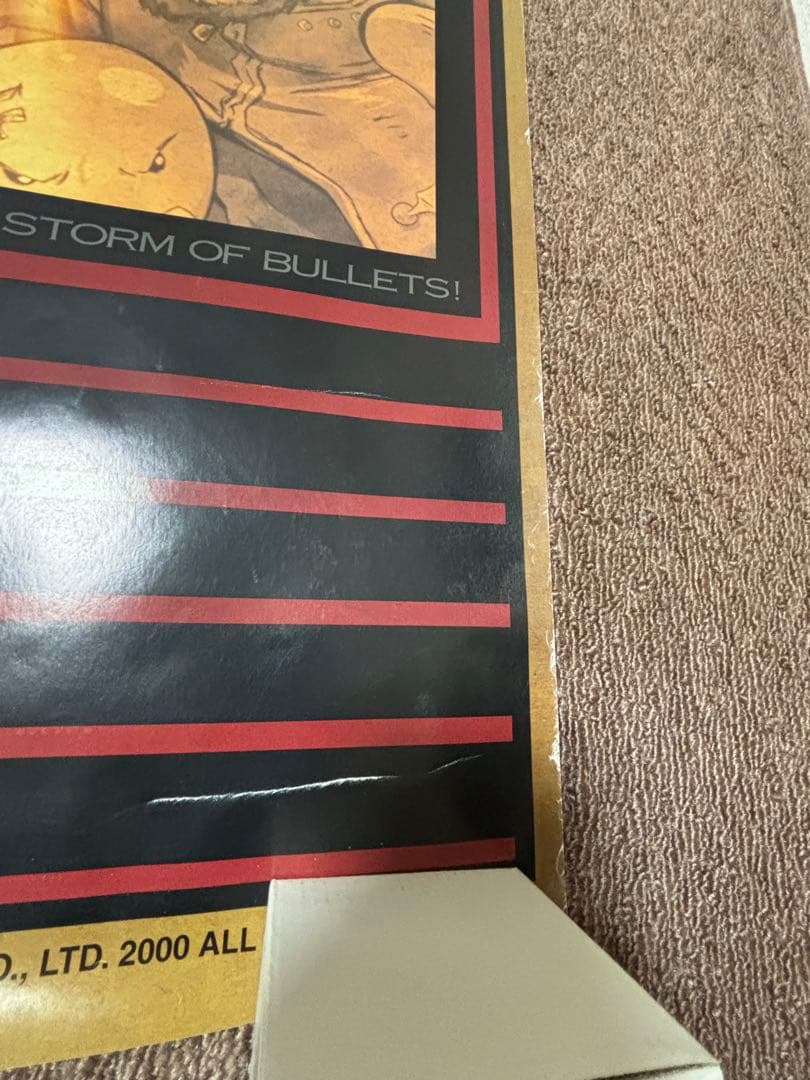 STORM OF BULLETS!
O., LTD. 2000 ALL